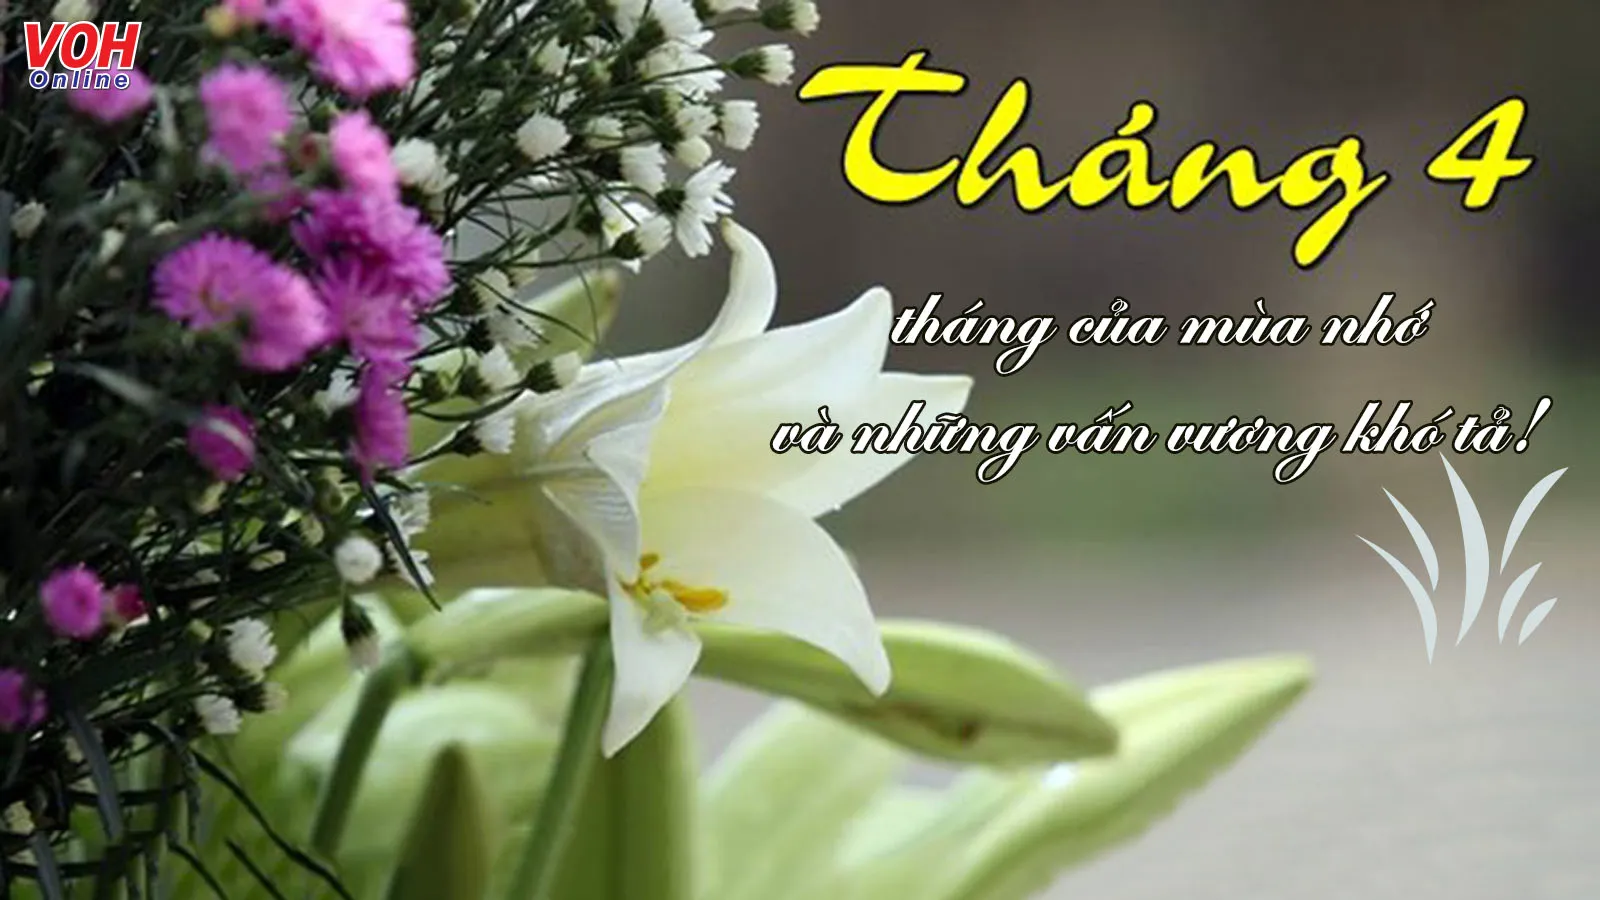 VOH
Online
Tháng 4
tháng của mùa nhớ
và những vấn vương khó tả!